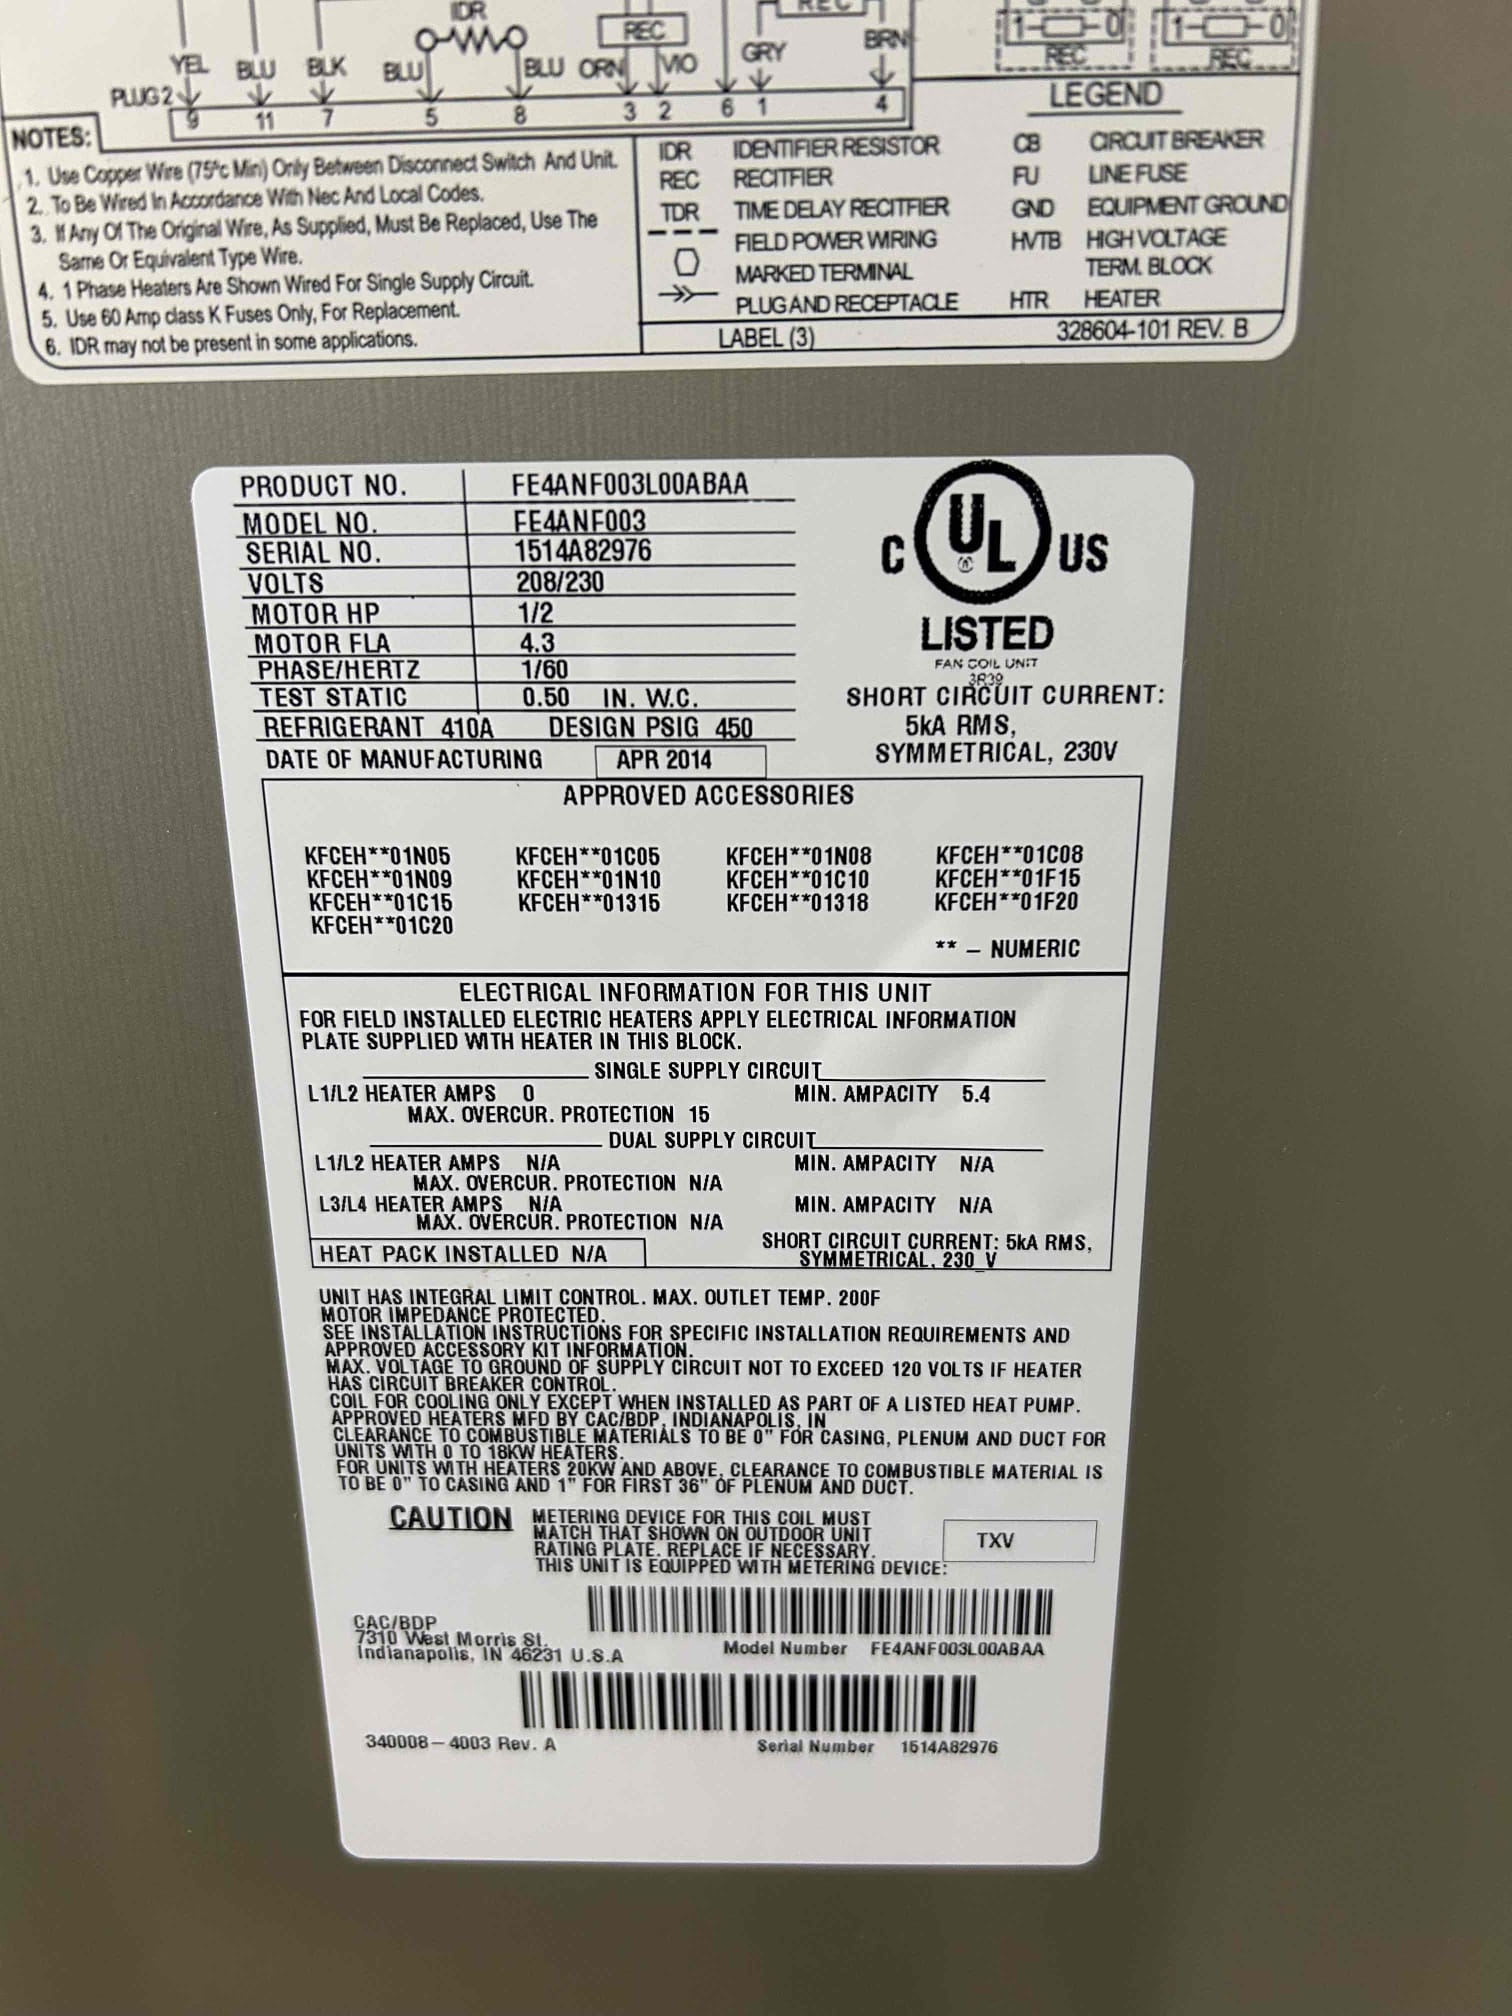 IDR
REC
REC
YEL BLU BLK BLU BLU ORN VIO GRY BRN
PLUG 2
9 11 7 5 8 3 2 6 1 4
1 0 1 0
REC REC
NOTES:
1. Use Copper Wire (75°c Min) Only Between Disconnect Switch And Unit.
2. To Be Wired In Accordance With Nec And Local Codes.
3. If Any Of The Original Wire, As Supplied, Must Be Replaced, Use The
Same Or Equivalent Type Wire.
4. 1 Phase Heaters Are Shown Wired For Single Supply Circuit.
5. Use 60 Amp class K Fuses Only, For Replacement.
6. IDR may not be present in some applications.
LEGEND
IDR IDENTIFIER RESISTOR CB CIRCUIT BREAKER
REC RECITFIER FU LINE FUSE
TDR TIME DELAY RECITFIER GND EQUIPMENT GROUND
FIELD POWER WIRING HVTB HIGH VOLTAGE
MARKED TERMINAL TERM. BLOCK
PLUG AND RECEPTACLE HTR HEATER
LABEL (3) 328604-101 REV. B
PRODUCT NO. FE4ANF003L00ABAA
MODEL NO. FE4ANF003
SERIAL NO. 1514A82976
VOLTS 208/230
MOTOR HP 1/2
MOTOR FLA 4.3
PHASE/HERTZ 1/60
TEST STATIC 0.50 IN. W.C.
REFRIGERANT 410A DESIGN PSIG 450
DATE OF MANUFACTURING APR 2014
C UL US
LISTED
FAN COIL UNIT
3R39
SHORT CIRCUIT CURRENT:
5kA RMS,
SYMMETRICAL, 230V
APPROVED ACCESSORIES
KFCEH**01N05 KFCEH**01C05 KFCEH**01N08 KFCEH**01C08
KFCEH**01N09 KFCEH**01N10 KFCEH**01C10 KFCEH**01F15
KFCEH**01C15 KFCEH**01315 KFCEH**01318 KFCEH**01F20
KFCEH**01C20
** – NUMERIC
ELECTRICAL INFORMATION FOR THIS UNIT
FOR FIELD INSTALLED ELECTRIC HEATERS APPLY ELECTRICAL INFORMATION
PLATE SUPPLIED WITH HEATER IN THIS BLOCK.
SINGLE SUPPLY CIRCUIT
L1/L2 HEATER AMPS 0 MIN. AMPACITY 5.4
MAX. OVERCUR. PROTECTION 15
DUAL SUPPLY CIRCUIT
L1/L2 HEATER AMPS N/A MIN. AMPACITY N/A
MAX. OVERCUR. PROTECTION N/A
L3/L4 HEATER AMPS N/A MIN. AMPACITY N/A
MAX. OVERCUR. PROTECTION N/A
HEAT PACK INSTALLED N/A
SHORT CIRCUIT CURRENT: 5kA RMS,
SYMMETRICAL, 230 V
UNIT HAS INTEGRAL LIMIT CONTROL. MAX. OUTLET TEMP. 200F
MOTOR IMPEDANCE PROTECTED.
SEE INSTALLATION INSTRUCTIONS FOR SPECIFIC INSTALLATION REQUIREMENTS AND
APPROVED ACCESSORY KIT INFORMATION.
MAX. VOLTAGE TO GROUND OF SUPPLY CIRCUIT NOT TO EXCEED 120 VOLTS IF HEATER
HAS CIRCUIT BREAKER CONTROL.
COIL FOR COOLING ONLY EXCEPT WHEN INSTALLED AS PART OF A LISTED HEAT PUMP.
APPROVED HEATERS MFD BY CAC/BDP, INDIANAPOLIS, IN
CLEARANCE TO COMBUSTIBLE MATERIALS TO BE 0" FOR CASING, PLENUM AND DUCT FOR
UNITS WITH 0 TO 18KW HEATERS.
FOR UNITS WITH HEATERS 20KW AND ABOVE, CLEARANCE TO COMBUSTIBLE MATERIAL IS
TO BE 0" TO CASING AND 1" FOR FIRST 36" OF PLENUM AND DUCT.
CAUTION METERING DEVICE FOR THIS COIL MUST
MATCH THAT SHOWN ON OUTDOOR UNIT
RATING PLATE. REPLACE IF NECESSARY.
THIS UNIT IS EQUIPPED WITH METERING DEVICE:
TXV
CAC/BDP
7310 West Morris St.
Indianapolis, IN 46231 U.S.A
Model Number FE4ANF003L00ABAA
340008–4003 Rev. A
Serial Number 1514A82976